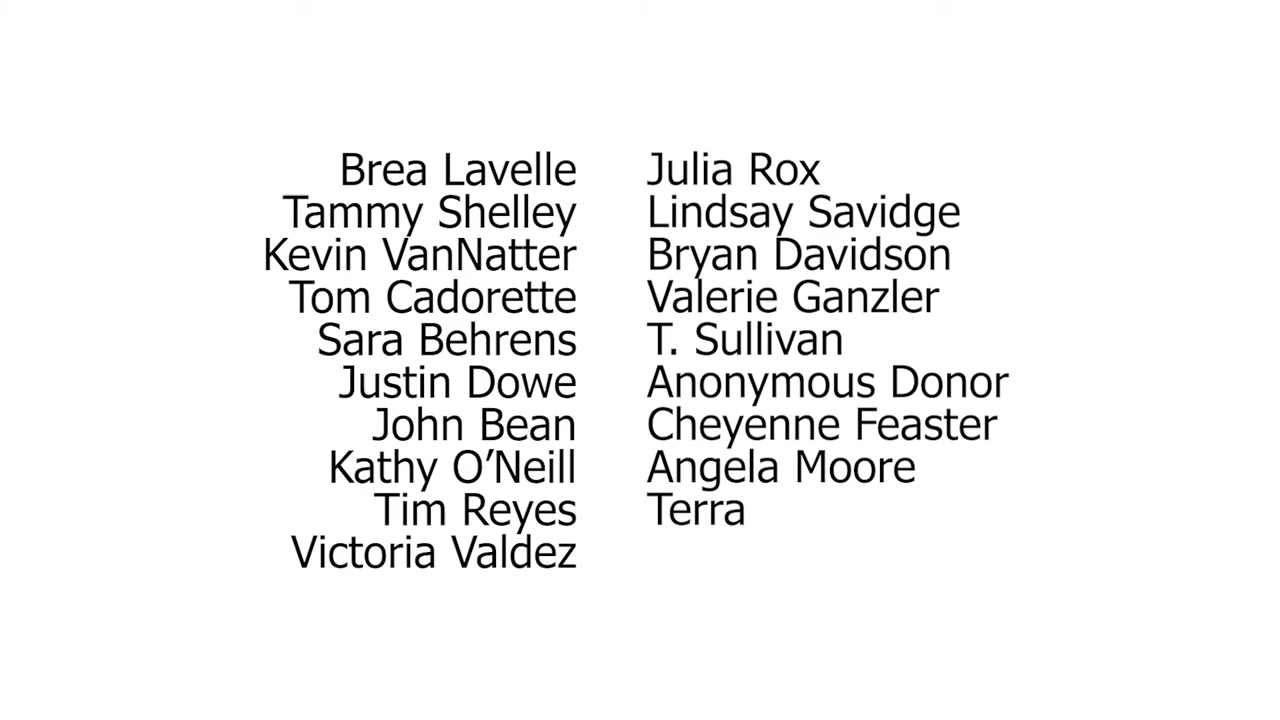 Brea Lavelle
Tammy Shelley
Kevin VanNatter
Tom Cadorette
Sara Behrens
Justin Dowe
John Bean
Kathy O’Neill
Tim Reyes
Victoria Valdez
Julia Rox
Lindsay Savidge
Bryan Davidson
Valerie Ganzler
T. Sullivan
Anonymous Donor
Cheyenne Feaster
Angela Moore
Terra